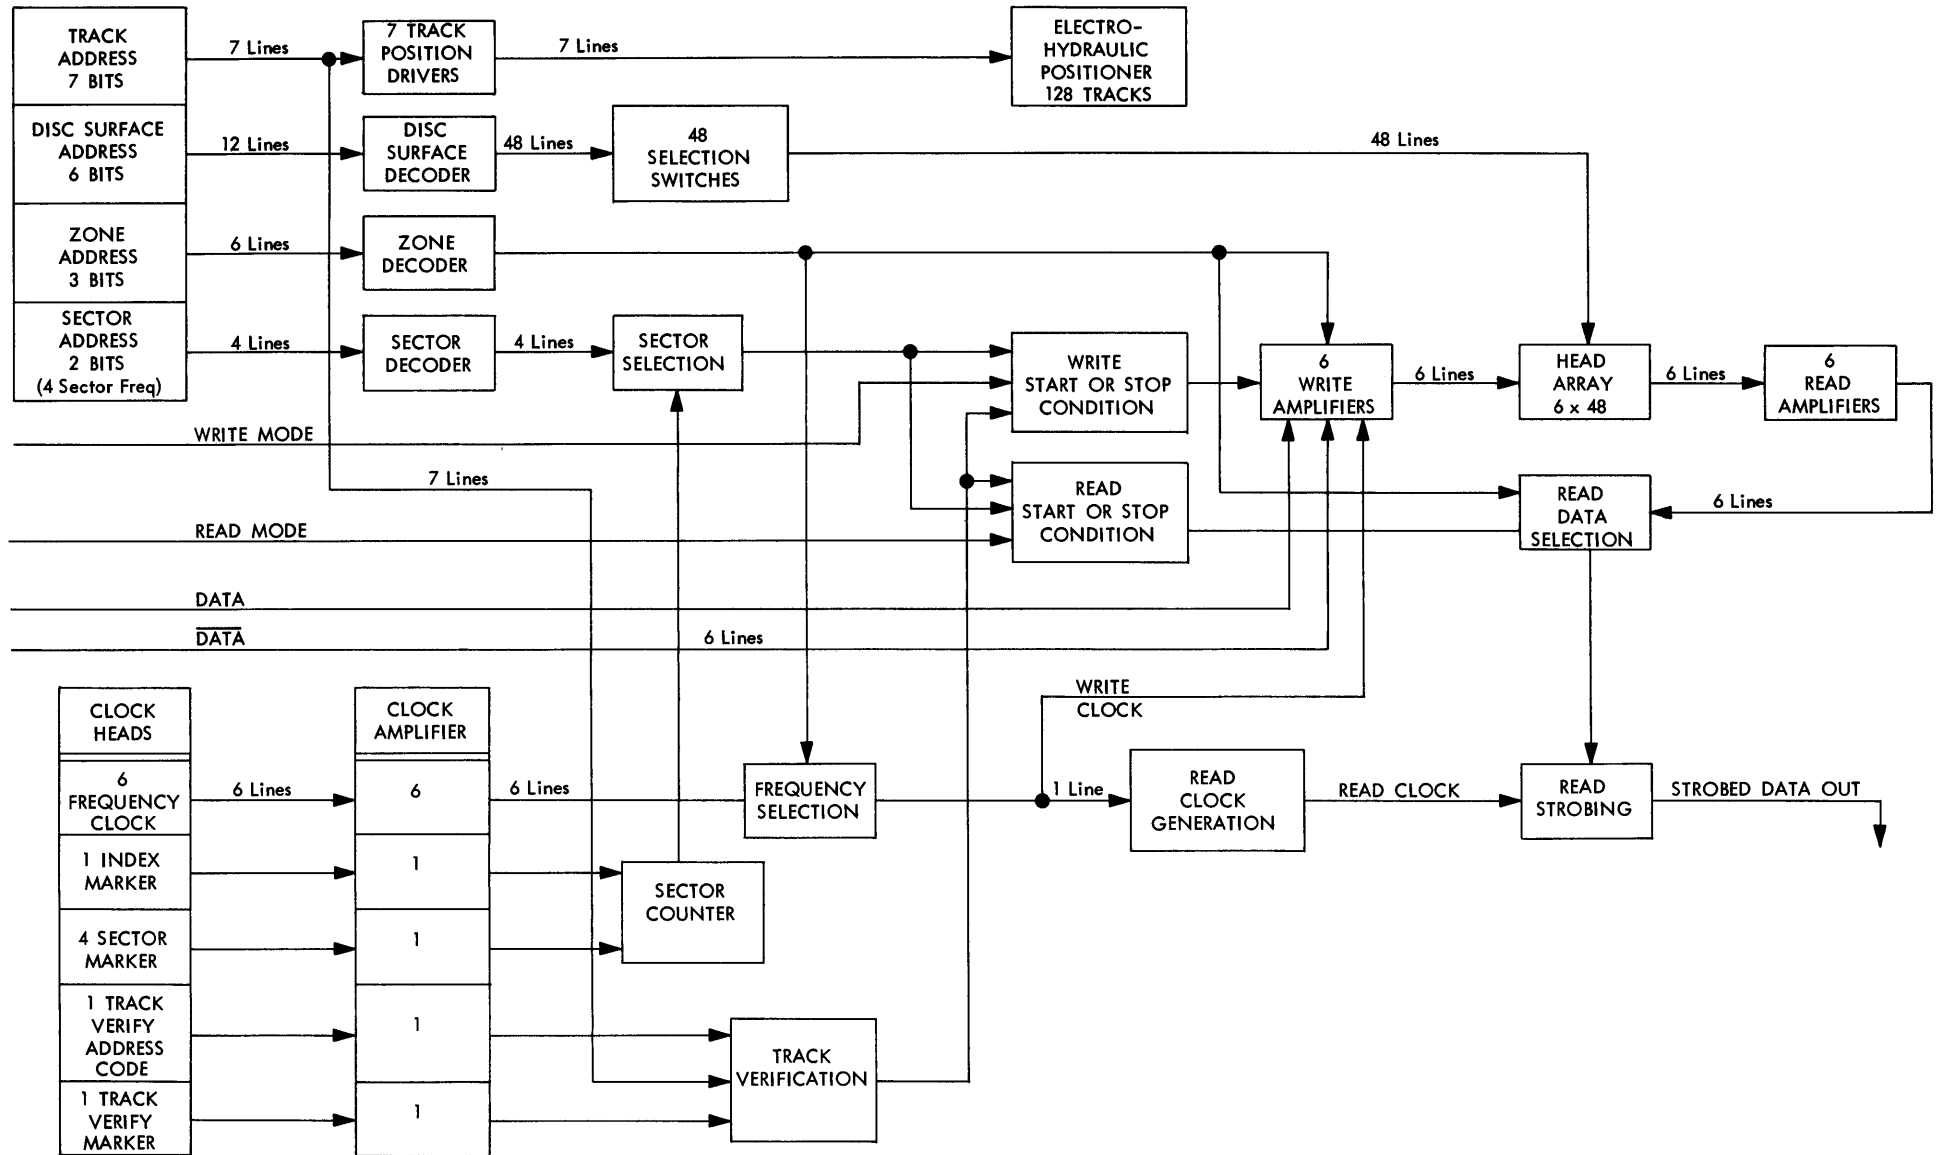 TRACK
ADDRESS
7 BITS
7 Lines
7 TRACK
POSITION
DRIVERS
7 Lines
ELECTRO-
HYDRAULIC
POSITIONER
128 TRACKS
DISC SURFACE
ADDRESS
6 BITS
12 Lines
DISC
SURFACE
DECODER
48 Lines
48
SELECTION
SWITCHES
48 Lines
ZONE
ADDRESS
3 BITS
6 Lines
ZONE
DECODER
SECTOR
ADDRESS
2 BITS
(4 Sector Freq)
4 Lines
SECTOR
DECODER
4 Lines
SECTOR
SELECTION
WRITE
START OR STOP
CONDITION
6
WRITE
AMPLIFIERS
6 Lines
HEAD
ARRAY
6 x 48
6 Lines
6
READ
AMPLIFIERS
WRITE MODE
7 Lines
READ
START OR STOP
CONDITION
READ
DATA
SELECTION
6 Lines
READ MODE
DATA
D̅A̅T̅A̅
6 Lines
WRITE
CLOCK
CLOCK
HEADS
CLOCK
AMPLIFIER
6
FREQUENCY
CLOCK
6 Lines
6
6 Lines
FREQUENCY
SELECTION
1 Line
READ
CLOCK
GENERATION
READ CLOCK
READ
STROBING
STROBED DATA OUT
1 INDEX
MARKER
1
SECTOR
COUNTER
4 SECTOR
MARKER
1
1 TRACK
VERIFY
ADDRESS
CODE
1
TRACK
VERIFICATION
1 TRACK
VERIFY
MARKER
1